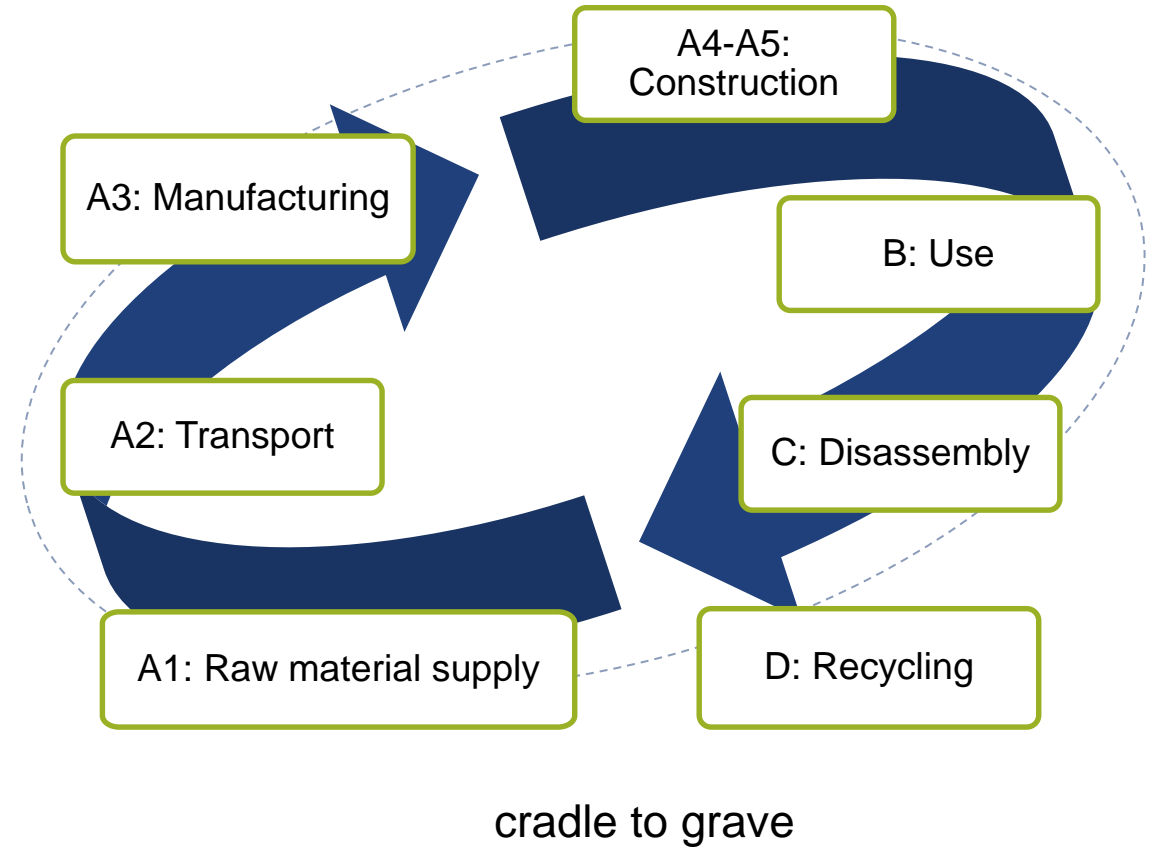 A4-A5:
Construction
A3: Manufacturing
B: Use
A2: Transport
C: Disassembly
A1: Raw material supply
D: Recycling
cradle to grave